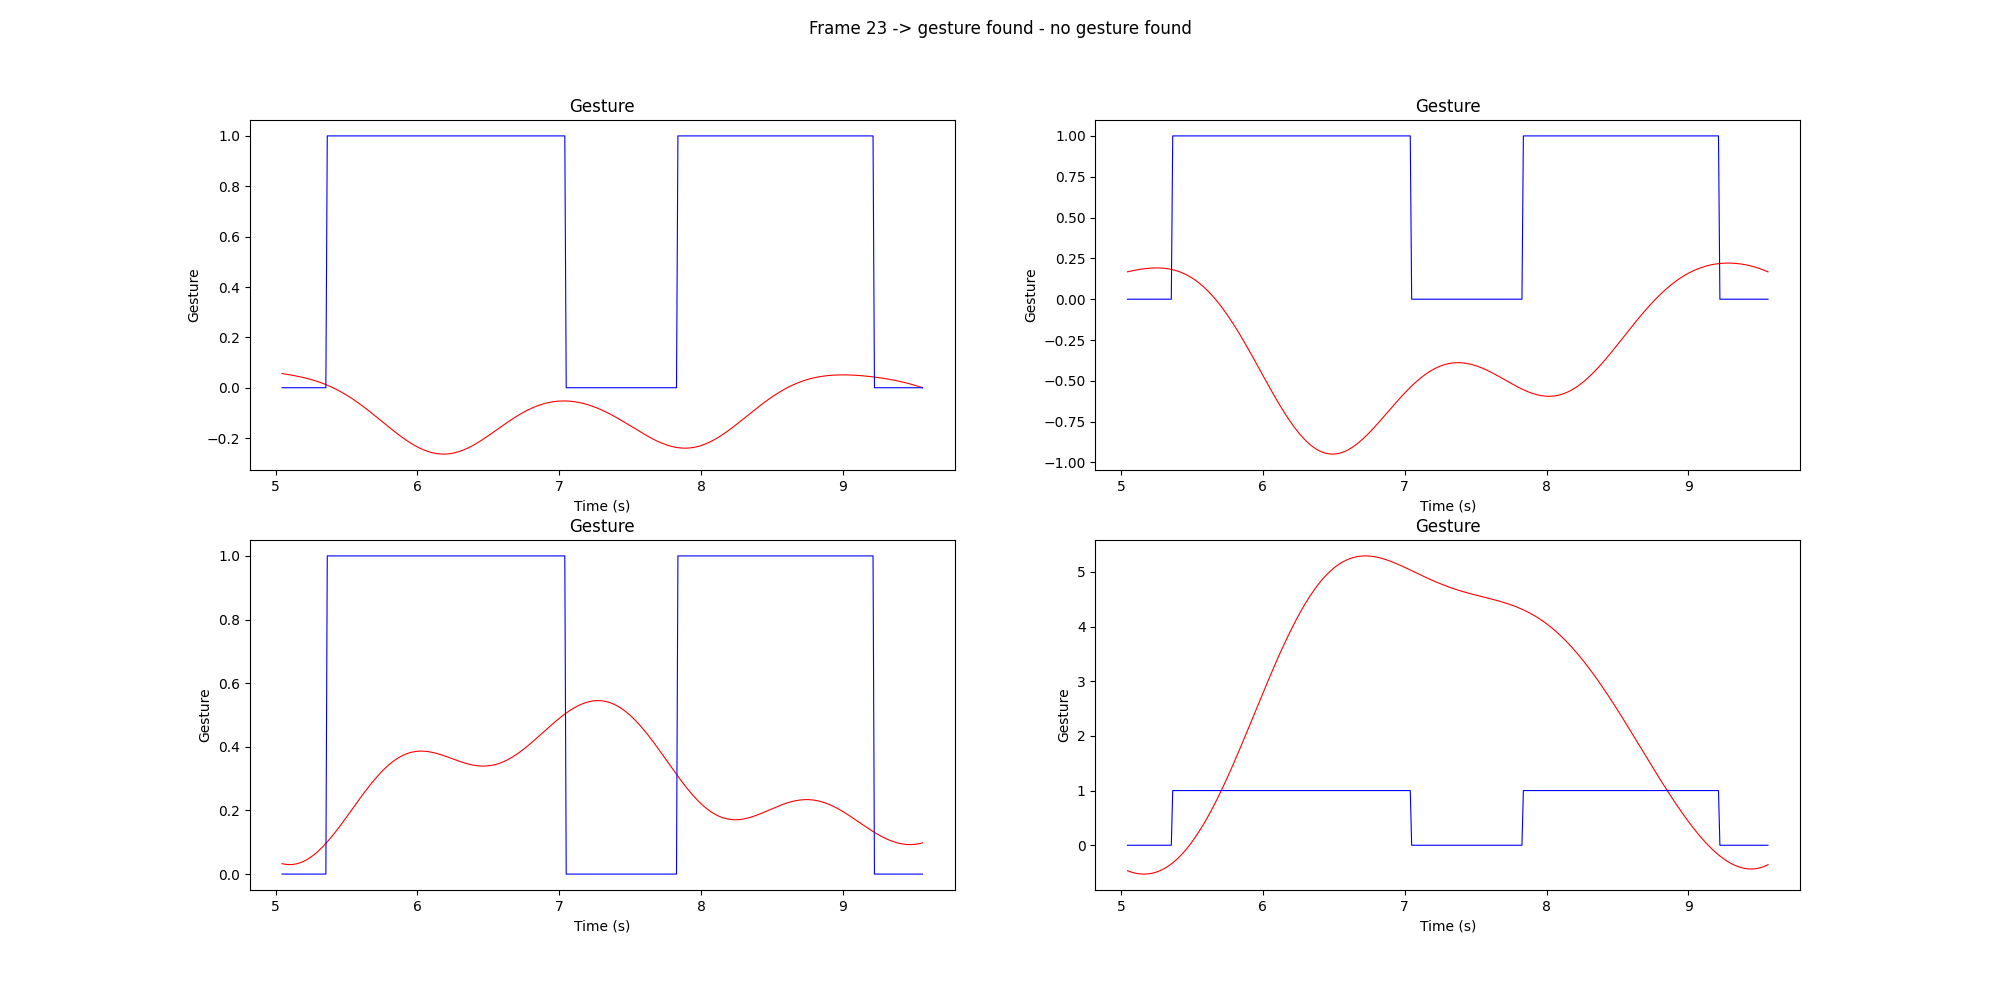 Frame 23 -> gesture found - no gesture found
Gesture
Gesture
1.0
0.8
0.6
0.4
0.2
0.0
−0.2
5 6 7 8 9
Time (s)
Gesture
Gesture
1.00
0.75
0.50
0.25
0.00
−0.25
−0.50
−0.75
−1.00
5 6 7 8 9
Time (s)
Gesture
Gesture
1.0
0.8
0.6
0.4
0.2
0.0
5 6 7 8 9
Time (s)
Gesture
Gesture
5
4
3
2
1
0
5 6 7 8 9
Time (s)